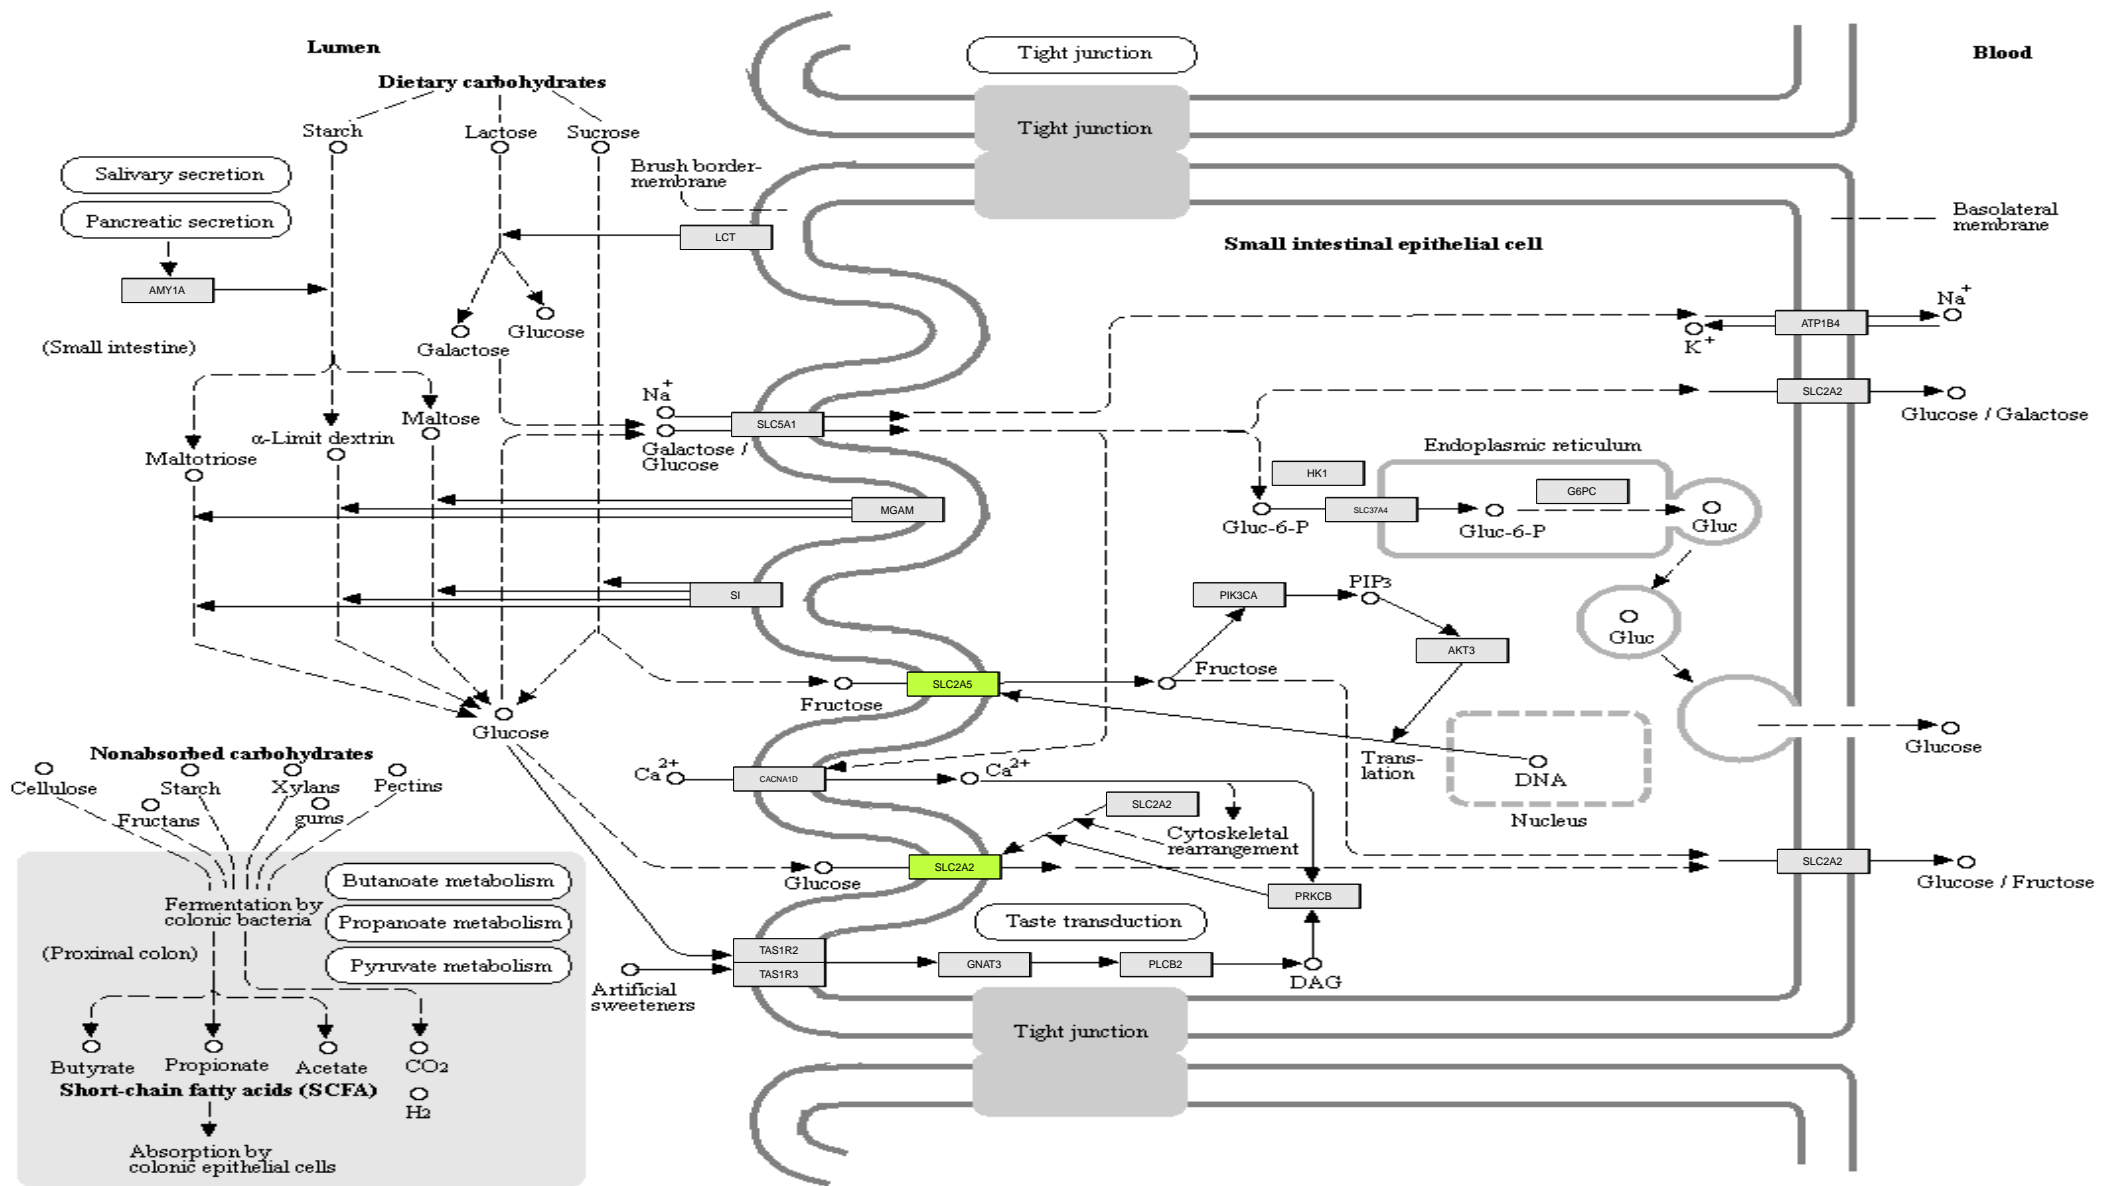 Lumen
Blood
Tight junction
Dietary carbohydrates
Starch
Lactose
Sucrose
Tight junction
Salivary secretion
Pancreatic secretion
Brush border-
membrane
Basolateral
membrane
LCT
Small intestinal epithelial cell
AMY1A
(Small intestine)
Galactose
Glucose
Na+
ATP1B4
K+
Na+
SLC5A1
Galactose /
Glucose
SLC2A2
Glucose / Galactose
Maltotriose
α-Limit dextrin
Maltose
Endoplasmic reticulum
HK1
G6PC
SLC37A4
Gluc-6-P
Gluc-6-P
Gluc
MGAM
SI
PIK3CA
PIP3
AKT3
Gluc
SLC2A5
Fructose
Fructose
Glucose
Trans-
lation
DNA
Nucleus
Glucose
Nonabsorbed carbohydrates
Cellulose
Starch
Xylans
Pectins
Fructans
gums
Ca2+
CACNA1D
Ca2+
SLC2A2
Cytoskeletal
rearrangement
Glucose
SLC2A2
SLC2A2
Glucose / Fructose
PRKCB
Butanoate metabolism
Propanoate metabolism
Pyruvate metabolism
Fermentation by
colonic bacteria
(Proximal colon)
Taste transduction
TAS1R2
TAS1R3
GNAT3
PLCB2
DAG
Artificial
sweeteners
Tight junction
Butyrate
Propionate
Acetate
CO2
Short-chain fatty acids (SCFA)
H2
Absorption by
colonic epithelial cells